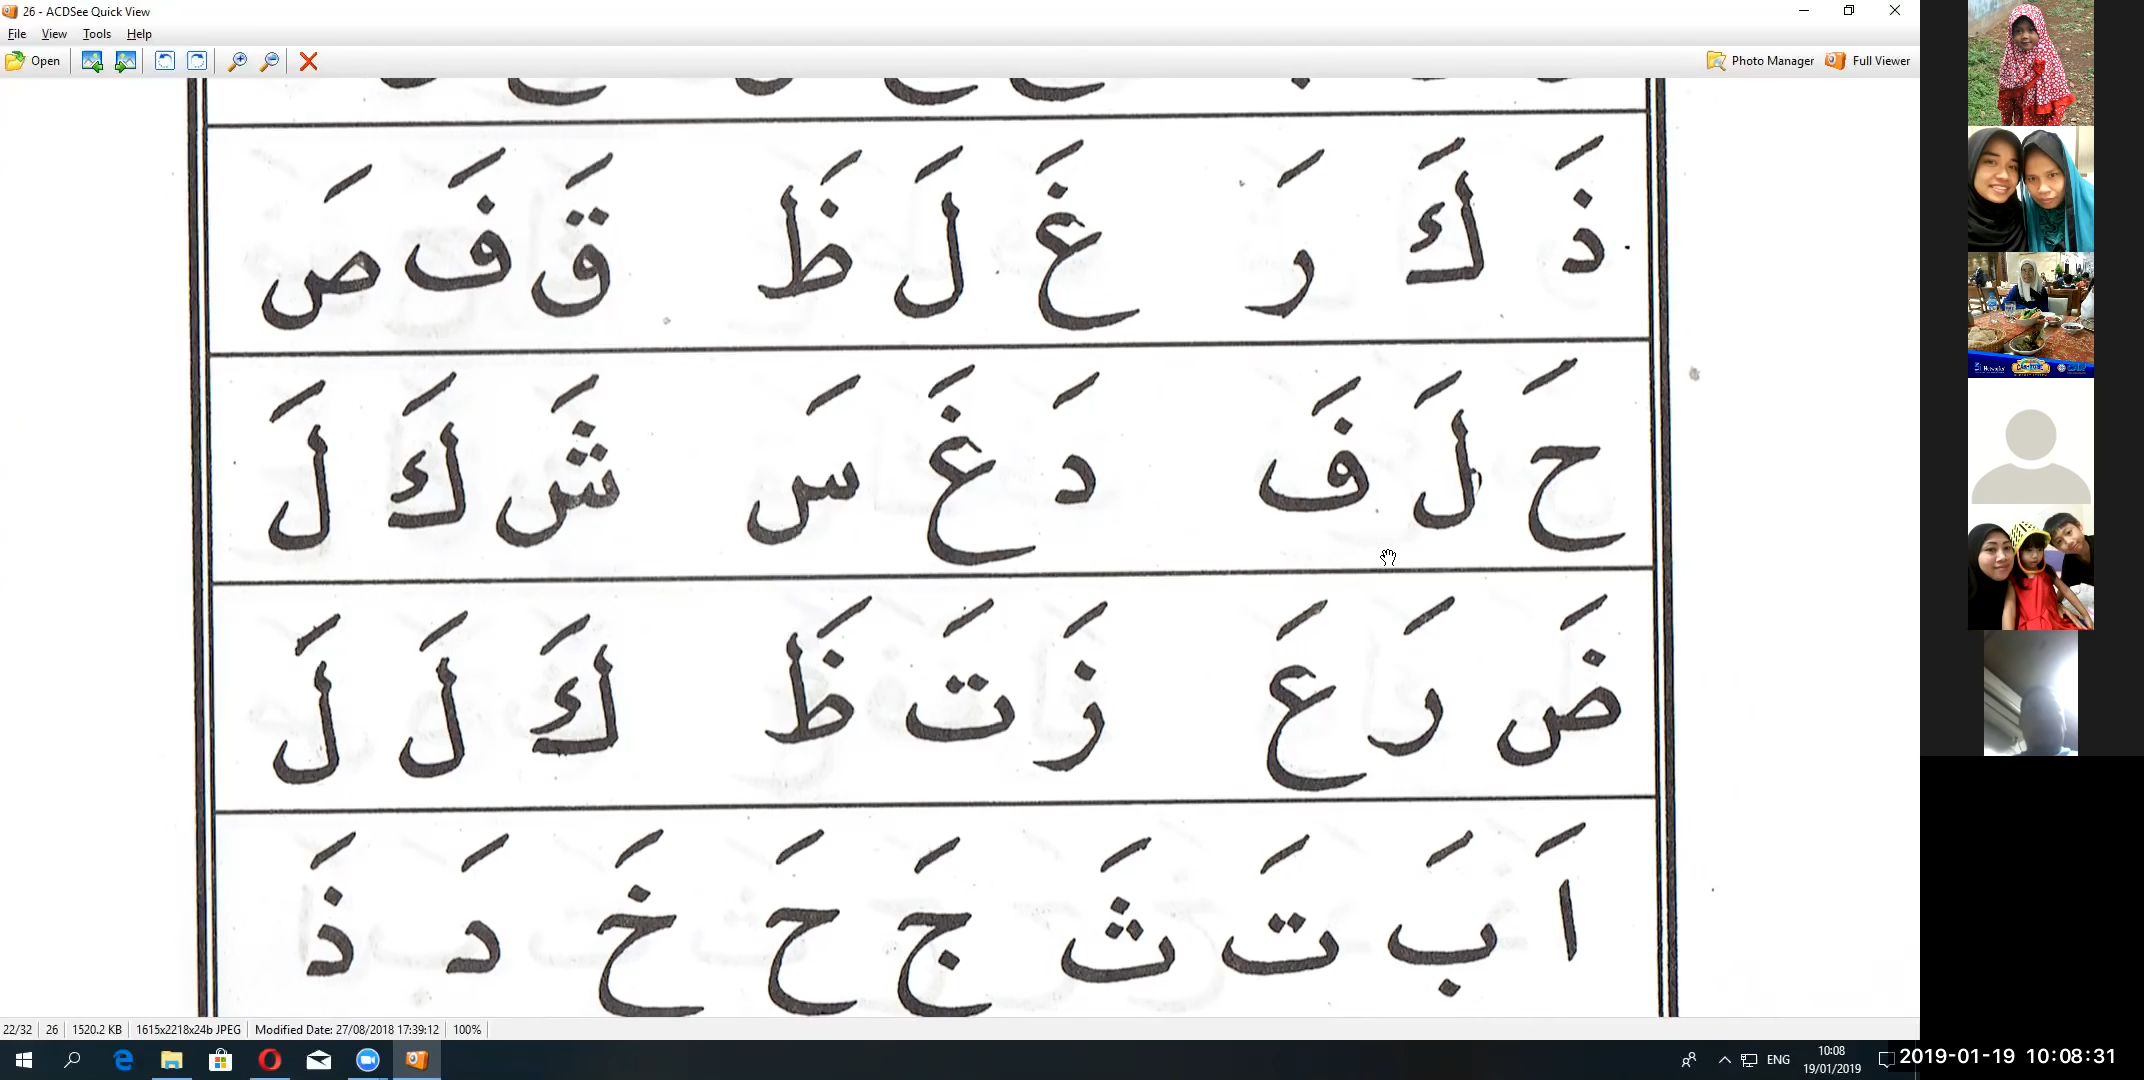 26 - ACDSee Quick View
File View Tools Help
Open Photo Manager Full Viewer
ذَ كَ رَ غَ لَ ظَ قَ فَ صَ
حَ لَ فَ دَ غَ سَ شَ كَ لَ
ضَ رَ عَ زَ تَ ظَ كَ لَ لَ
اَ بَ تَ ثَ جَ حَ خَ دَ ذَ
22/32 26 1520.2 KB 1615x2218x24b JPEG Modified Date: 27/08/2018 17:39:12 100%
ENG 10:08
19/01/2019
2019-01-19 10:08:31